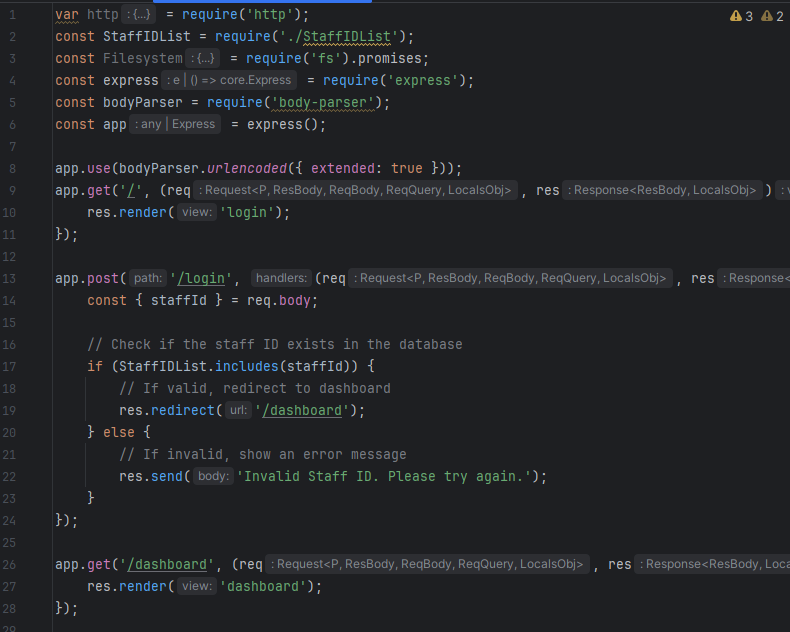 1 var http : {...} = require('http'); 3 2
2 const StaffIDList = require('./StaffIDList');
3 const Filesystem : {...} = require('fs').promises;
4 const express : e | () => core.Express = require('express');
5 const bodyParser = require('body-parser');
6 const app : any | Express = express();
7
8 app.use(bodyParser.urlencoded({ extended: true }));
9 app.get('/', (req : Request<P, ResBody, ReqBody, ReqQuery, LocalsObj> , res : Response<ResBody, LocalsObj> ) : v
10 res.render( view: 'login');
11 });
12
13 app.post( path: '/login', handlers: (req : Request<P, ResBody, ReqBody, ReqQuery, LocalsObj> , res : Response<
14 const { staffId } = req.body;
15
16 // Check if the staff ID exists in the database
17 if (StaffIDList.includes(staffId)) {
18 // If valid, redirect to dashboard
19 res.redirect( url: '/dashboard');
20 } else {
21 // If invalid, show an error message
22 res.send( body: 'Invalid Staff ID. Please try again.');
23 }
24 });
25
26 app.get('/dashboard', (req : Request<P, ResBody, ReqBody, ReqQuery, LocalsObj> , res : Response<ResBody, Loca
27 res.render( view: 'dashboard');
28 });
29